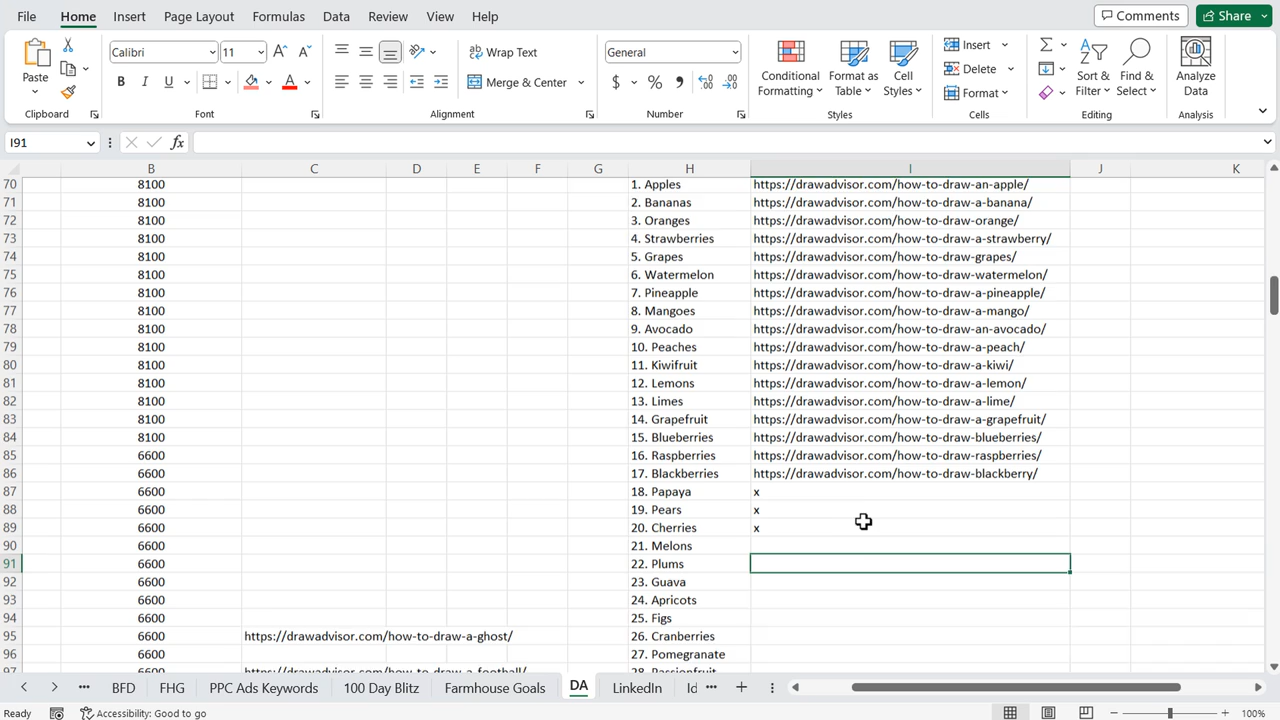 File Home Insert Page Layout Formulas Data Review View Help Comments Share
Paste Calibri 11 Wrap Text General Insert
B I U Merge & Center $ % Conditional Formatting Format as Table Cell Styles Delete Sort & Filter Find & Select Analyze Data
Format
Clipboard Font Alignment Number Styles Cells Editing Analysis
I91 fx
B C D E F G H I J K
70 8100 1. Apples https://drawadvisor.com/how-to-draw-an-apple/
71 8100 2. Bananas https://drawadvisor.com/how-to-draw-a-banana/
72 8100 3. Oranges https://drawadvisor.com/how-to-draw-orange/
73 8100 4. Strawberries https://drawadvisor.com/how-to-draw-a-strawberry/
74 8100 5. Grapes https://drawadvisor.com/how-to-draw-grapes/
75 8100 6. Watermelon https://drawadvisor.com/how-to-draw-watermelon/
76 8100 7. Pineapple https://drawadvisor.com/how-to-draw-a-pineapple/
77 8100 8. Mangoes https://drawadvisor.com/how-to-draw-a-mango/
78 8100 9. Avocado https://drawadvisor.com/how-to-draw-an-avocado/
79 8100 10. Peaches https://drawadvisor.com/how-to-draw-a-peach/
80 8100 11. Kiwifruit https://drawadvisor.com/how-to-draw-a-kiwi/
81 8100 12. Lemons https://drawadvisor.com/how-to-draw-a-lemon/
82 8100 13. Limes https://drawadvisor.com/how-to-draw-a-lime/
83 8100 14. Grapefruit https://drawadvisor.com/how-to-draw-a-grapefruit/
84 8100 15. Blueberries https://drawadvisor.com/how-to-draw-blueberries/
85 8100 16. Raspberries https://drawadvisor.com/how-to-draw-raspberries/
86 8100 17. Blackberries https://drawadvisor.com/how-to-draw-blackberry/
87 6600 18. Papaya x
88 6600 19. Pears x
89 6600 20. Cherries x
90 6600 21. Melons
91 6600 22. Plums
92 6600 23. Guava
93 6600 24. Apricots
94 6600 25. Figs
95 6600 https://drawadvisor.com/how-to-draw-a-ghost/ 26. Cranberries
96 6600 27. Pomegranate
97 6600 https://drawadvisor.com/how-to-draw-a-football/ 28. Passionfruit
BFD FHG PPC Ads Keywords 100 Day Blitz Farmhouse Goals DA LinkedIn Id
Ready Accessibility: Good to go 100%